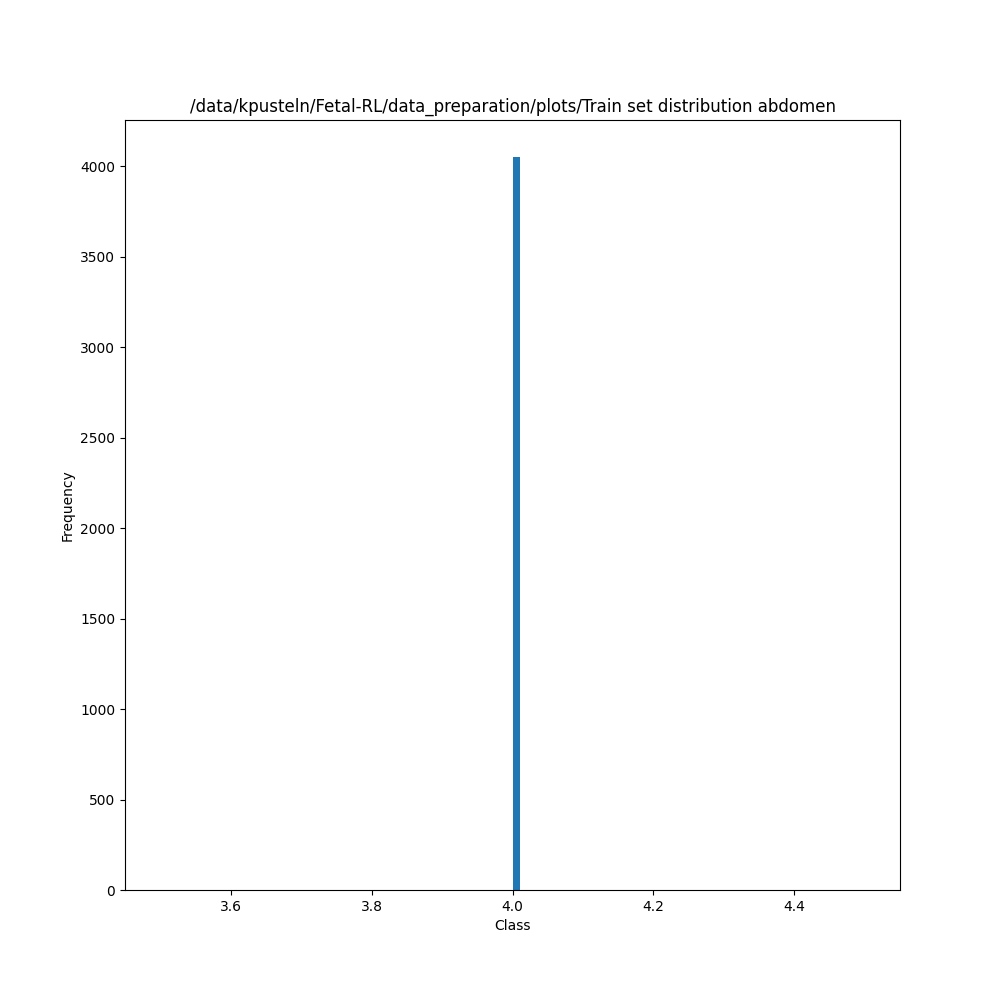 /data/kpusteln/Fetal-RL/data_preparation/plots/Train set distribution abdomen
4000
3500
3000
2500
2000
1500
1000
500
0
Frequency
3.6 3.8 4.0 4.2 4.4
Class